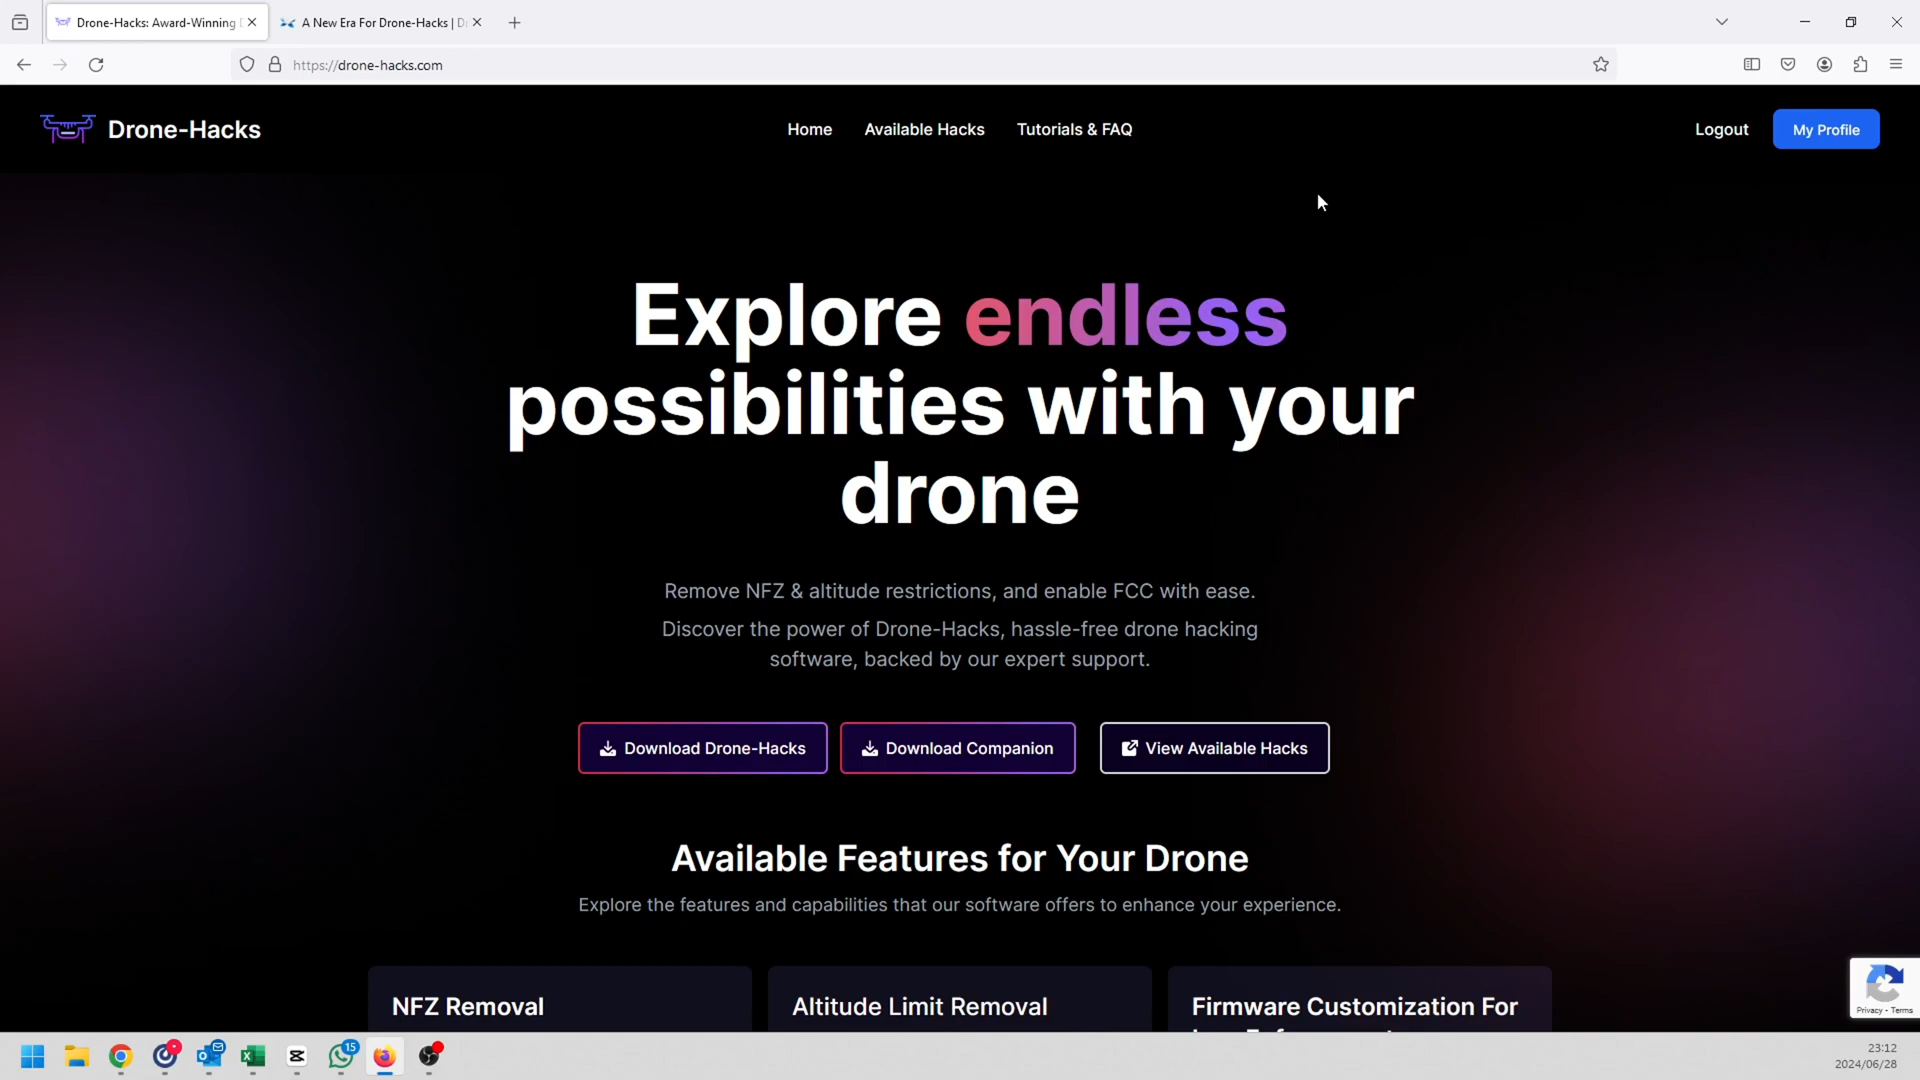 Drone-Hacks: Award-Winning
A New Era For Drone-Hacks |
https://drone-hacks.com
Drone-Hacks
Home
Available Hacks
Tutorials & FAQ
Logout
My Profile
Explore endless
possibilities with your
drone
Remove NFZ & altitude restrictions, and enable FCC with ease.
Discover the power of Drone-Hacks, hassle-free drone hacking
software, backed by our expert support.
Download Drone-Hacks
Download Companion
View Available Hacks
Available Features for Your Drone
Explore the features and capabilities that our software offers to enhance your experience.
NFZ Removal
Altitude Limit Removal
Firmware Customization For
Privacy - Terms
15
23:12
2024/06/28